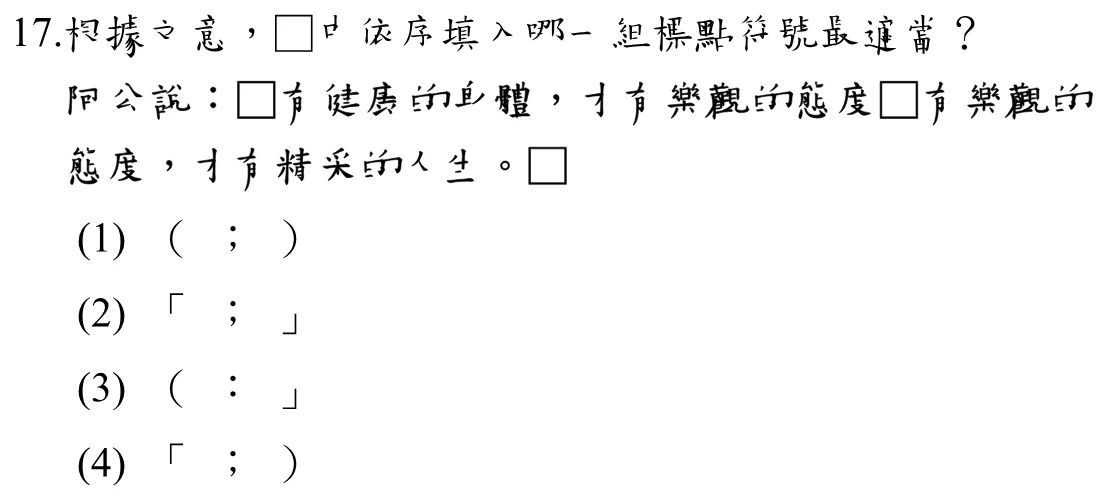 17.根據文意，□中依序填入哪一組標點符號最適當？
阿公說：□有健康的身體，才有樂觀的態度□有樂觀的
態度，才有精采的人生。□
(1) （ ； ）
(2) 「 ； 」
(3) （ ： 」
(4) 「 ； ）